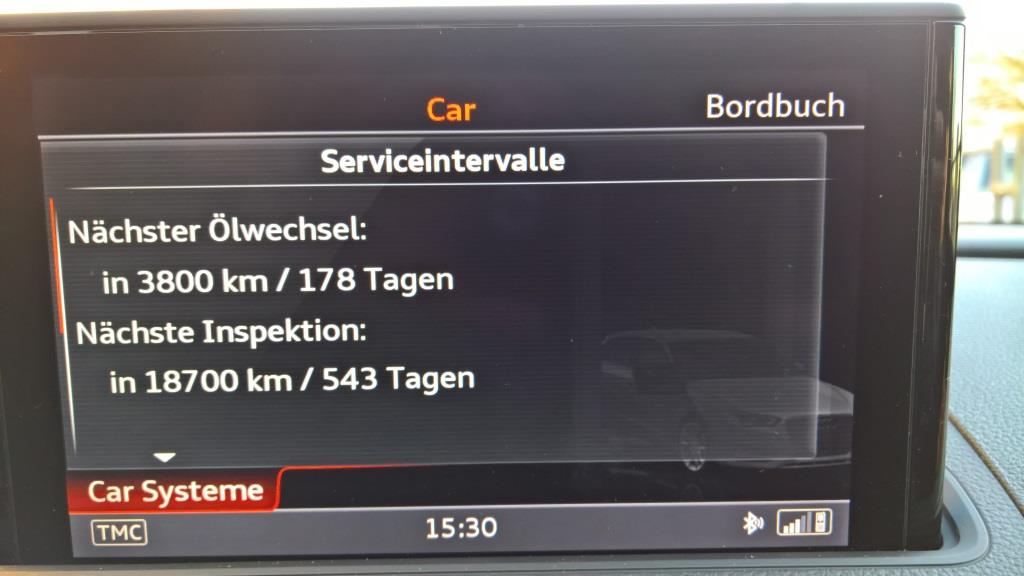 Car
Bordbuch
Serviceintervalle
Nächster Ölwechsel:
in 3800 km / 178 Tagen
Nächste Inspektion:
in 18700 km / 543 Tagen
Car Systeme
TMC
15:30